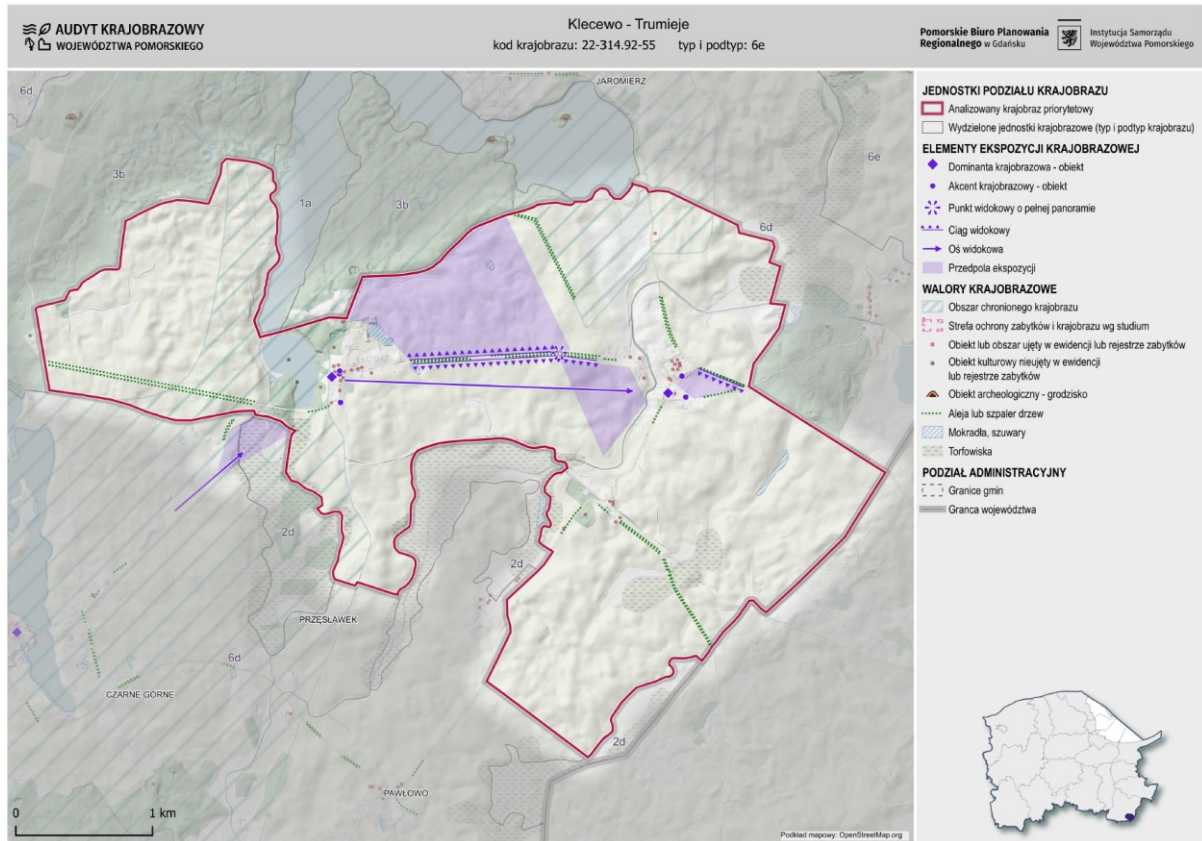 AUDYT KRAJOBRAZOWY
WOJEWÓDZTWA POMORSKIEGO
Klecewo - Trumieje
kod krajobrazu: 22-314.92-55 typ i podtyp: 6e
Pomorskie Biuro Planowania
Regionalnego w Gdańsku
Instytucja Samorządu
Województwa Pomorskiego
JAROMIERZ
6d
3b
1a
3b
6e
6d
2d
2d
PRZĘSŁAWEK
6d
CZARNE GÓRNE
2d
PAWŁOWO
0 1 km
Podkład mapowy: OpenStreetMap.org
JEDNOSTKI PODZIAŁU KRAJOBRAZU
Analizowany krajobraz priorytetowy
Wydzielone jednostki krajobrazowe (typ i podtyp krajobrazu)
ELEMENTY EKSPOZYCJI KRAJOBRAZOWEJ
Dominanta krajobrazowa - obiekt
Akcent krajobrazowy - obiekt
Punkt widokowy o pełnej panoramie
Ciąg widokowy
Oś widokowa
Przedpola ekspozycji
WALORY KRAJOBRAZOWE
Obszar chronionego krajobrazu
Strefa ochrony zabytków i krajobrazu wg studium
Obiekt lub obszar ujęty w ewidencji lub rejestrze zabytków
Obiekt kulturowy nieujęty w ewidencji
lub rejestrze zabytków
Obiekt archeologiczny - grodzisko
Aleja lub szpaler drzew
Mokradła, szuwary
Torfowiska
PODZIAŁ ADMINISTRACYJNY
Granice gmin
Granca województwa